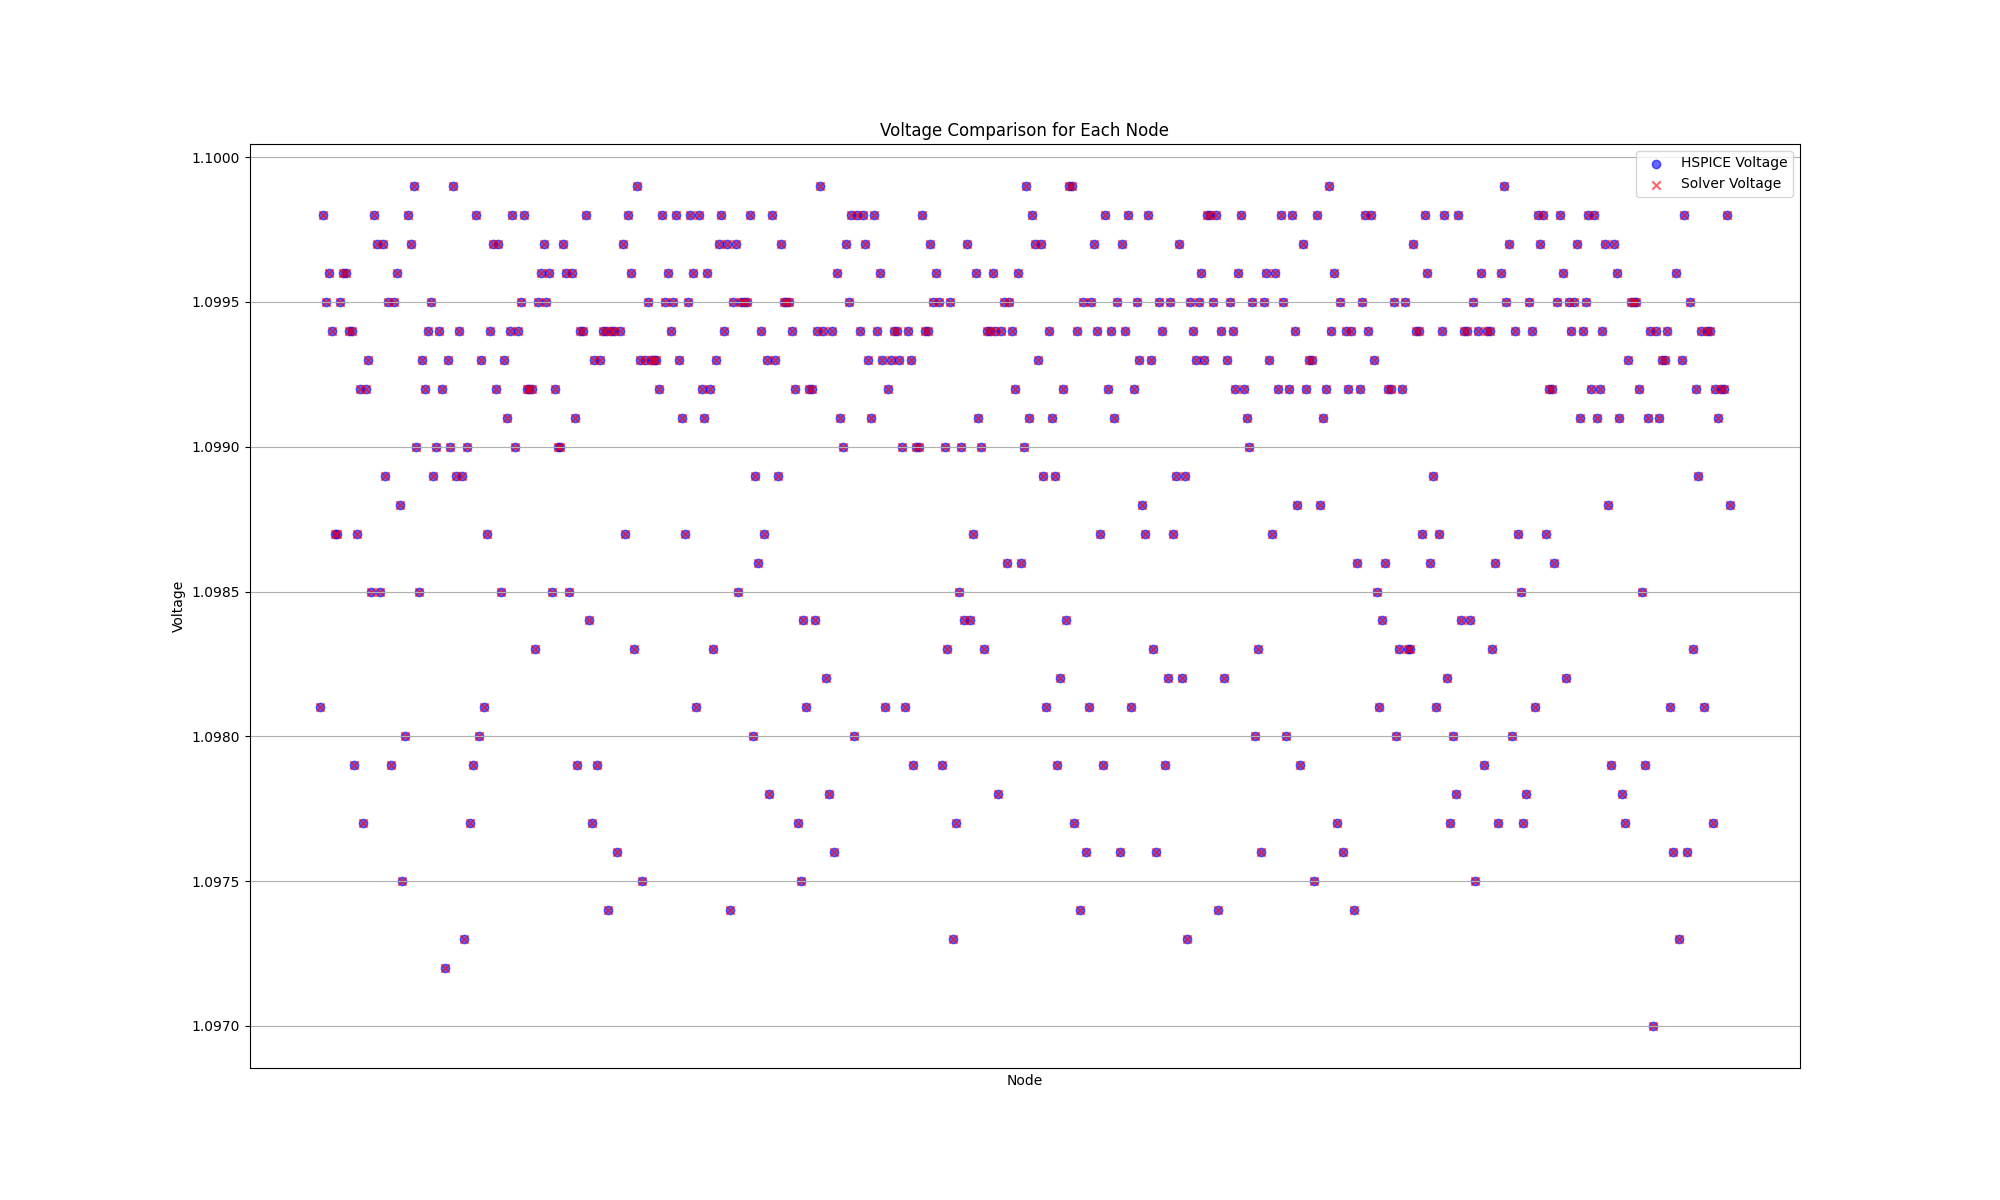 Voltage Comparison for Each Node
HSPICE Voltage
Solver Voltage
1.1000
1.0995
1.0990
1.0985
1.0980
1.0975
1.0970
Voltage
Node